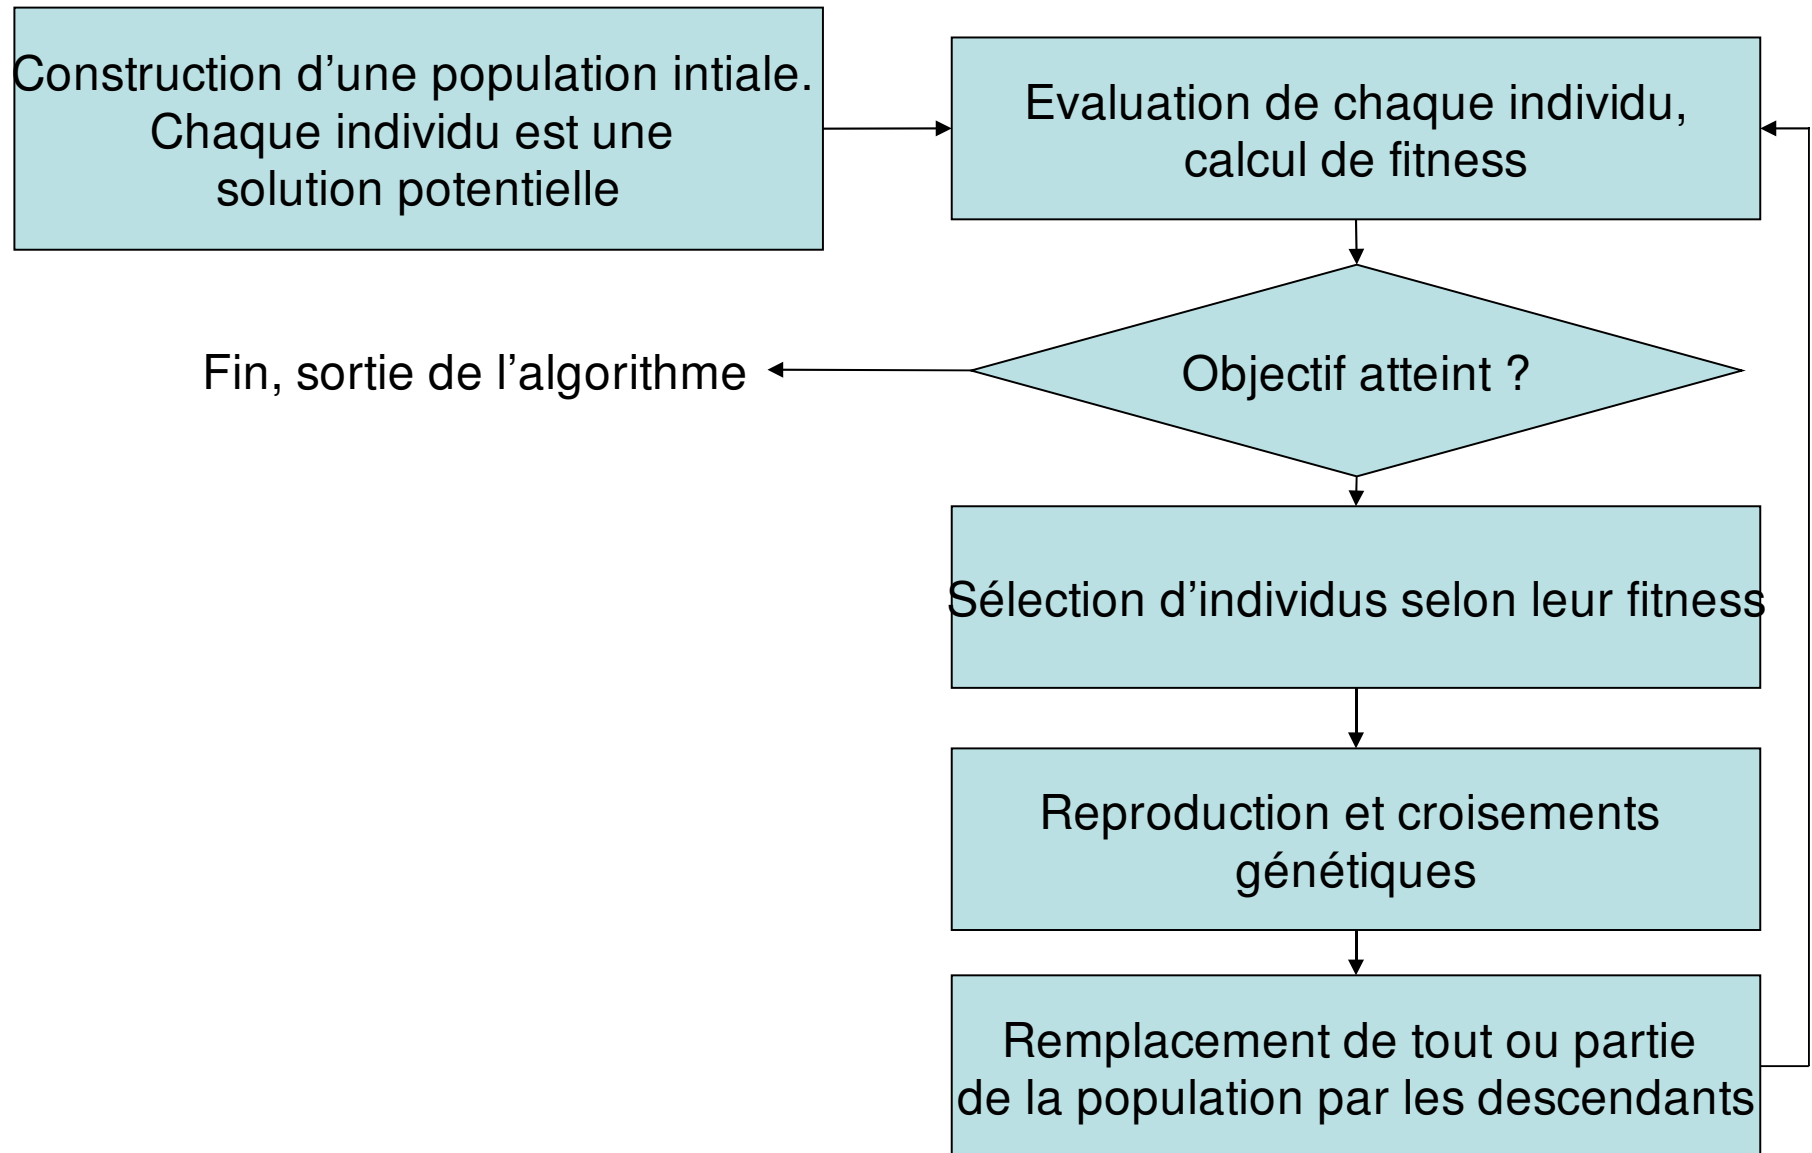 Construction d’une population intiale.
Chaque individu est une
solution potentielle
Evaluation de chaque individu,
calcul de fitness
Objectif atteint ?
Fin, sortie de l’algorithme
Sélection d’individus selon leur fitness
Reproduction et croisements
génétiques
Remplacement de tout ou partie
de la population par les descendants